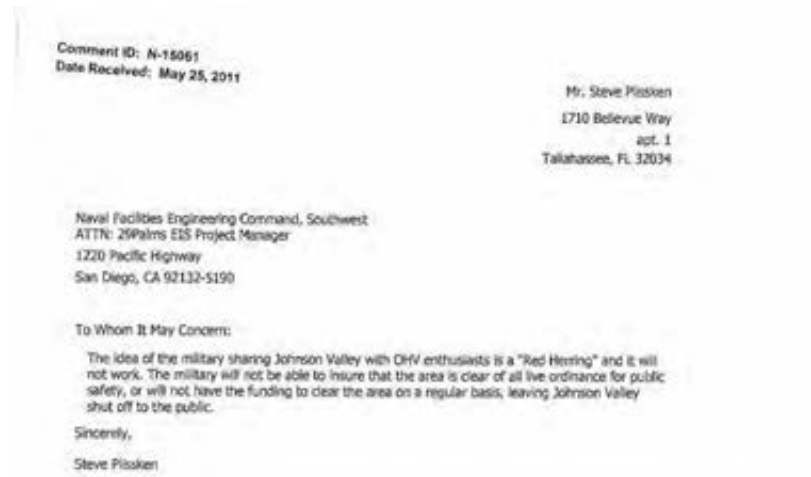 Comment ID: N-15061
Date Received: May 25, 2011
Mr. Steve Plissken
1710 Bellevue Way
apt. 1
Tallahassee, FL 32034
Naval Facilities Engineering Command, Southwest
ATTN: 29Palms EIS Project Manager
1220 Pacific Highway
San Diego, CA 92132-5190
To Whom It May Concern:
The idea of the military sharing Johnson Valley with OHV enthusiasts is a "Red Herring" and it will
not work. The military will not be able to insure that the area is clear of all live ordinance for public
safety, or will not have the funding to clear the area on a regular basis, leaving Johnson Valley
shut off to the public.
Sincerely,
Steve Plissken